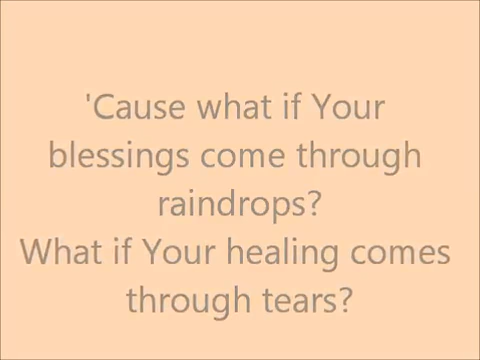 'Cause what if Your
blessings come through
raindrops?
What if Your healing comes
through tears?